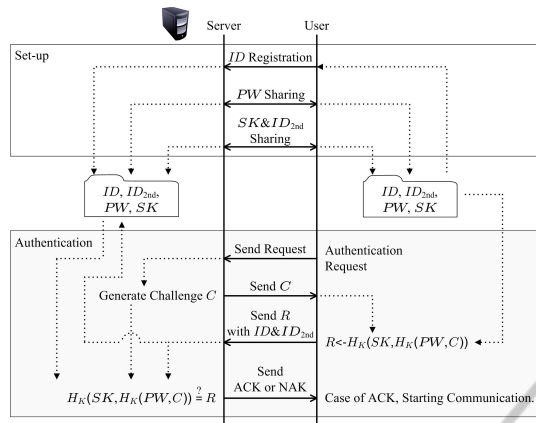 Server User
Set-up
ID Registration
PW Sharing
SK&ID2nd
Sharing
ID, ID2nd,
PW, SK
ID, ID2nd,
PW, SK
Authentication
Send Request
Authentication
Request
Generate Challenge C
Send C
Send R
with ID&ID2nd
R<-HK(SK,HK(PW,C))
HK(SK,HK(PW,C)) ?= R
Send
ACK or NAK
Case of ACK, Starting Communication.